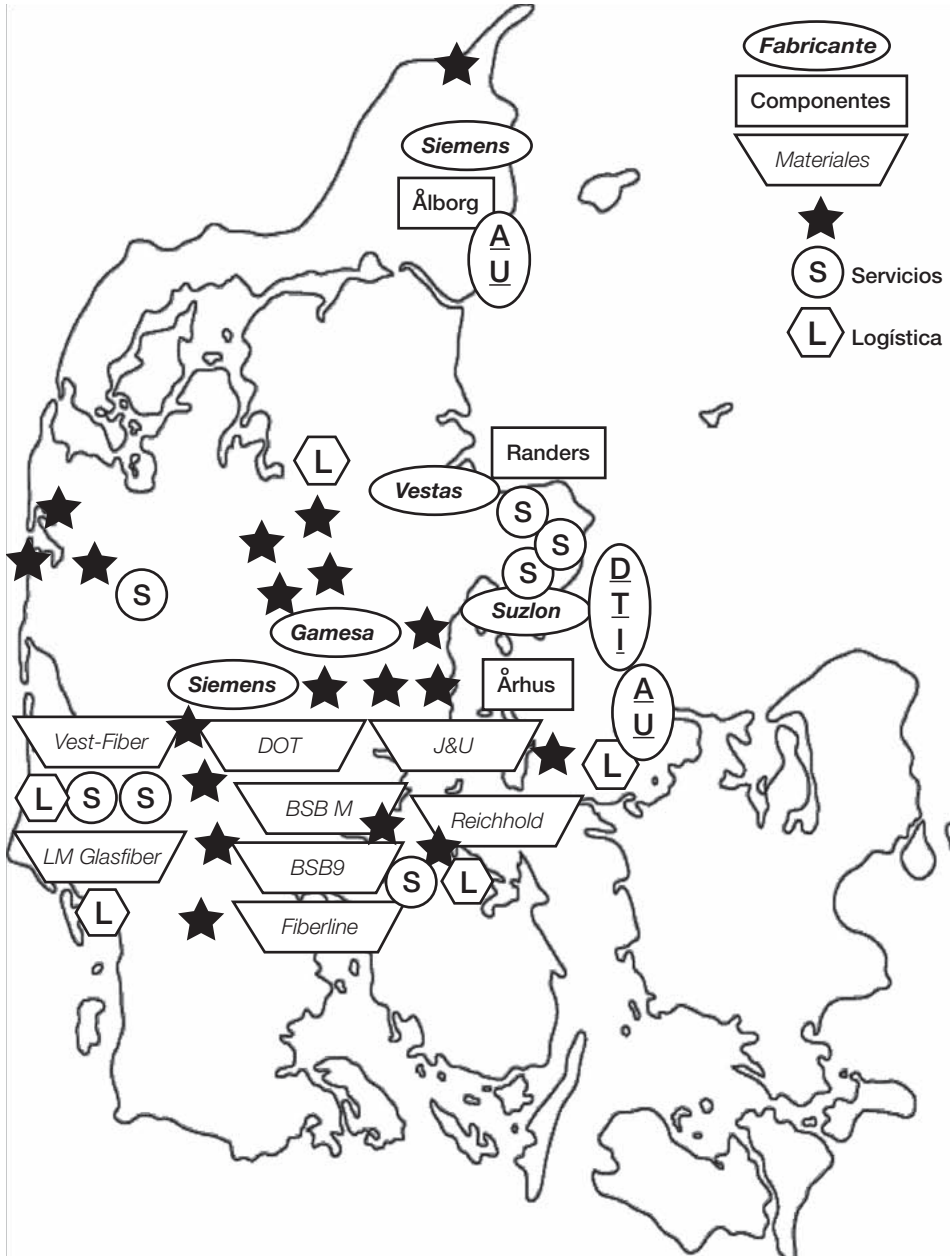 Fabricante
Componentes
Materiales
S Servicios
L Logística
Siemens
Ålborg
A
U
Randers
L
Vestas
S
S
S
S
D
T
I
Suzlon
Gamesa
Siemens
Århus
A
U
Vest-Fiber
DOT
J&U
L
L
S
S
BSB M
Reichhold
LM Glasfiber
BSB9
S
L
L
Fiberline